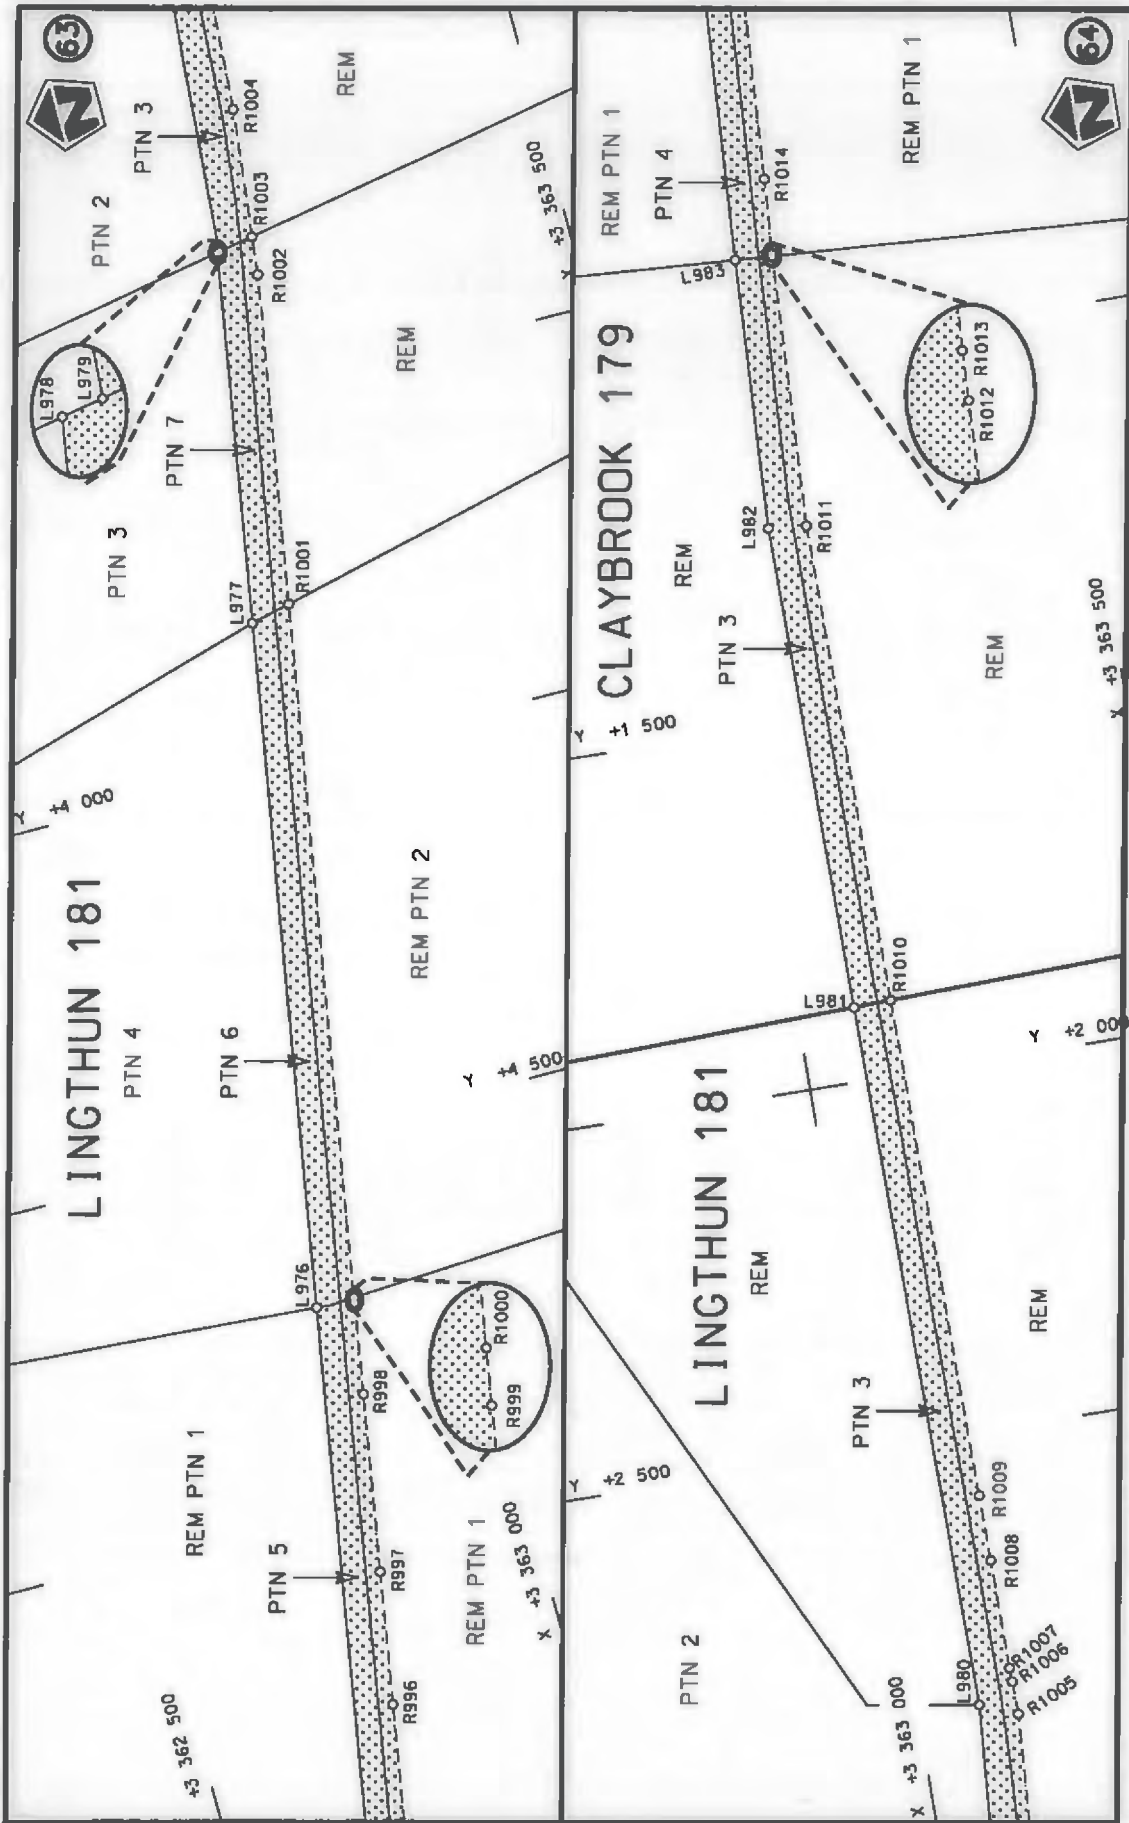 63
N
PTN 3
R1004
REM
PTN 2
R1003
R1002
+3 363 500
Y
L978
L979
PTN 7
REM
PTN 3
L977
R1001
Y +4 000
LINGTHUN 181
PTN 4
PTN 6
REM PTN 2
Y +4 500
L976
R1000
R999
R998
REM PTN 1
PTN 5
R997
REM PTN 1
X +3 363 000
R996
+3 362 500
64
N
REM PTN 1
REM PTN 1
PTN 4
R1014
L983
R1013
R1012
CLAYBROOK 179
L982
R1011
REM
PTN 3
REM
X +3 363 500
Y +1 500
L981
R1010
Y +2 000
LINGTHUN 181
REM
REM
PTN 3
Y +2 500
R1009
R1008
PTN 2
L980
R1007
R1006
R1005
X +3 363 000